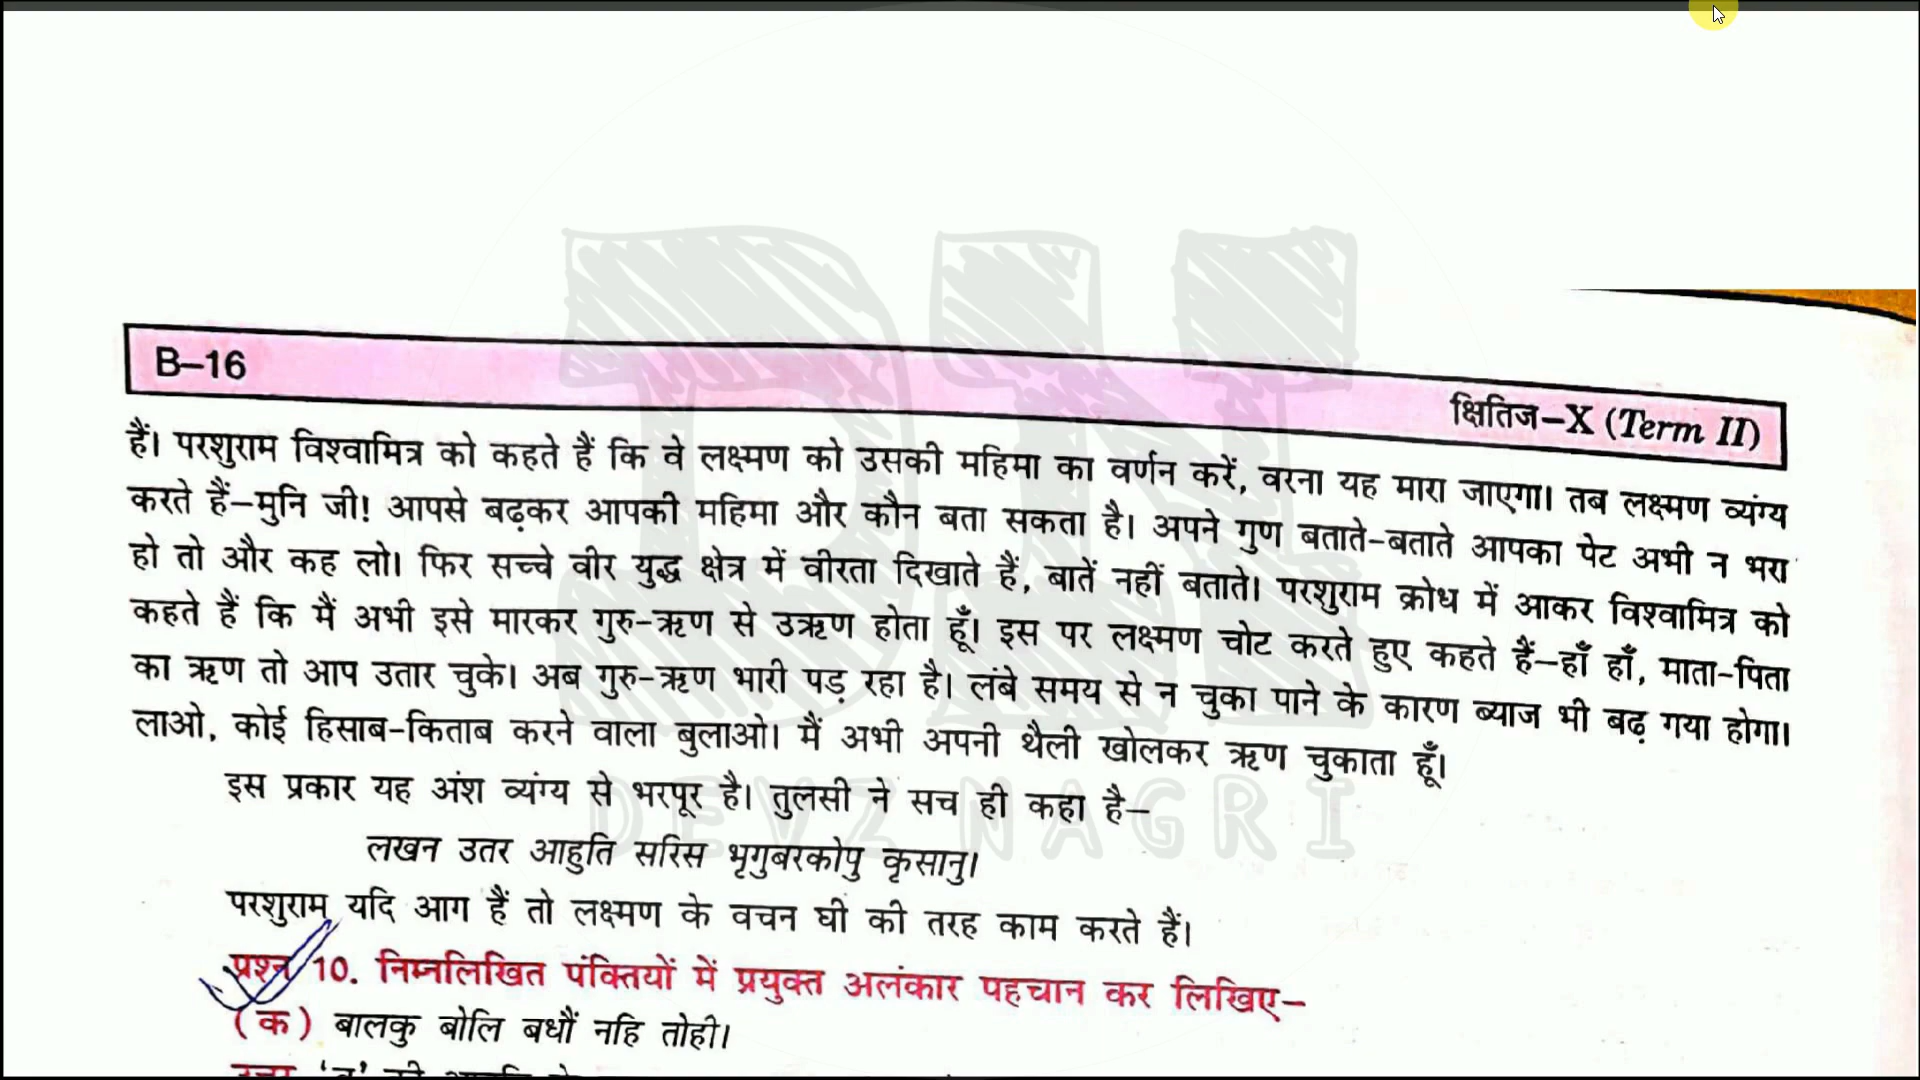 B–16
क्षितिज–X (Term II)
हैं। परशुराम विश्वामित्र को कहते हैं कि वे लक्ष्मण को उसकी महिमा का वर्णन करें, वरना यह मारा जाएगा। तब लक्ष्मण व्यंग्य
करते हैं–मुनि जी! आपसे बढ़कर आपकी महिमा और कौन बता सकता है। अपने गुण बताते-बताते आपका पेट अभी न भरा
हो तो और कह लो। फिर सच्चे वीर युद्ध क्षेत्र में वीरता दिखाते हैं, बातें नहीं बताते। परशुराम क्रोध में आकर विश्वामित्र को
कहते हैं कि मैं अभी इसे मारकर गुरु-ऋण से उऋण होता हूँ। इस पर लक्ष्मण चोट करते हुए कहते हैं–हाँ हाँ, माता-पिता
का ऋण तो आप उतार चुके। अब गुरु-ऋण भारी पड़ रहा है। लंबे समय से न चुका पाने के कारण ब्याज भी बढ़ गया होगा।
लाओ, कोई हिसाब-किताब करने वाला बुलाओ। मैं अभी अपनी थैली खोलकर ऋण चुकाता हूँ।
इस प्रकार यह अंश व्यंग्य से भरपूर है। तुलसी ने सच ही कहा है–
लखन उतर आहुति सरिस भृगुबरकोपु कृसानु।
परशुराम यदि आग हैं तो लक्ष्मण के वचन घी की तरह काम करते हैं।
प्रश्न 10. निम्नलिखित पंक्तियों में प्रयुक्त अलंकार पहचान कर लिखिए–
(क) बालकु बोलि बधौं नहि तोही।
DN
DEVZ NAGRI